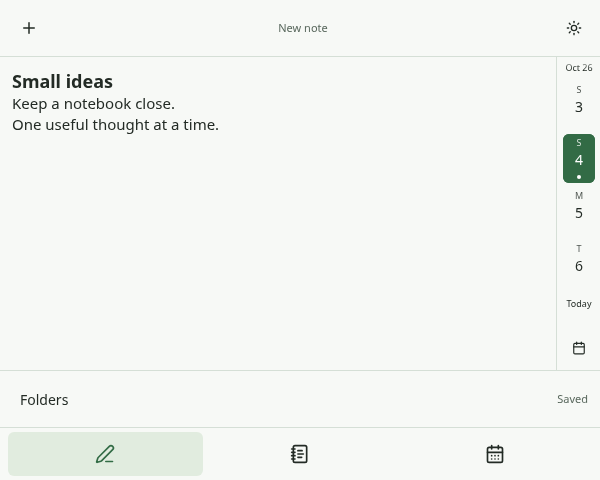 New note
Small ideas
Keep a notebook close.
One useful thought at a time.
Oct 26
S
3
S
4
M
5
T
6
Today
Folders
Saved